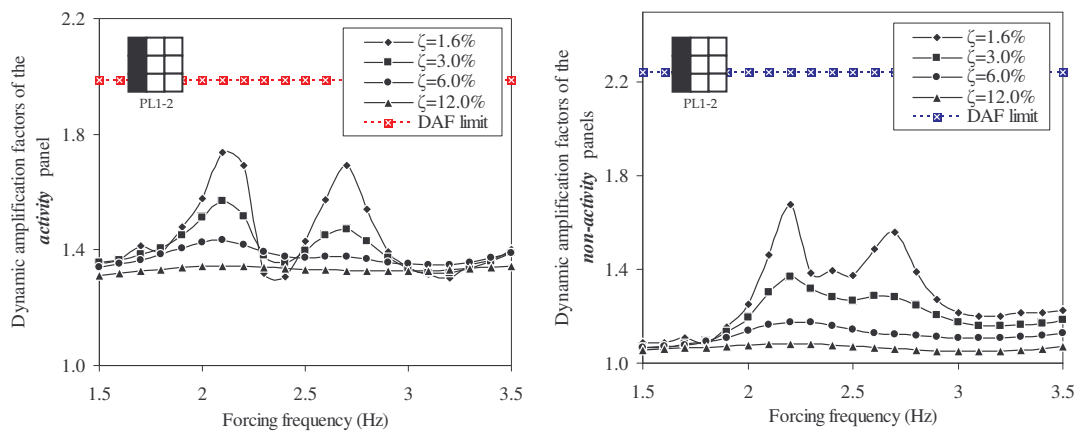 Dynamic amplification factors of the
activity panel
2.2
1.8
1.4
1.0
PL1-2
ζ=1.6%
ζ=3.0%
ζ=6.0%
ζ=12.0%
DAF limit
1.5
2
2.5
3
3.5
Forcing frequency (Hz)
Dynamic amplification factors of the
non-activity panels
2.2
1.8
1.4
1.0
PL1-2
ζ=1.6%
ζ=3.0%
ζ=6.0%
ζ=12.0%
DAF limit
1.5
2
2.5
3
3.5
Forcing frequency (Hz)